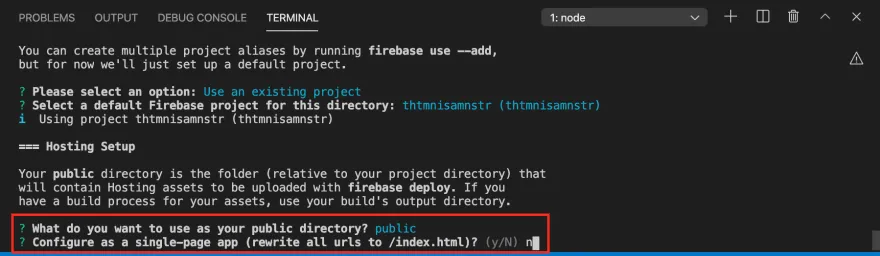 PROBLEMS OUTPUT DEBUG CONSOLE TERMINAL 1: node
You can create multiple project aliases by running firebase use --add,
but for now we'll just set up a default project.
? Please select an option: Use an existing project
? Select a default Firebase project for this directory: thtmnisamnstr (thtmnisamnstr)
i Using project thtmnisamnstr (thtmnisamnstr)
=== Hosting Setup
Your public directory is the folder (relative to your project directory) that
will contain Hosting assets to be uploaded with firebase deploy. If you
have a build process for your assets, use your build's output directory.
? What do you want to use as your public directory? public
? Configure as a single-page app (rewrite all urls to /index.html)? (y/N) n